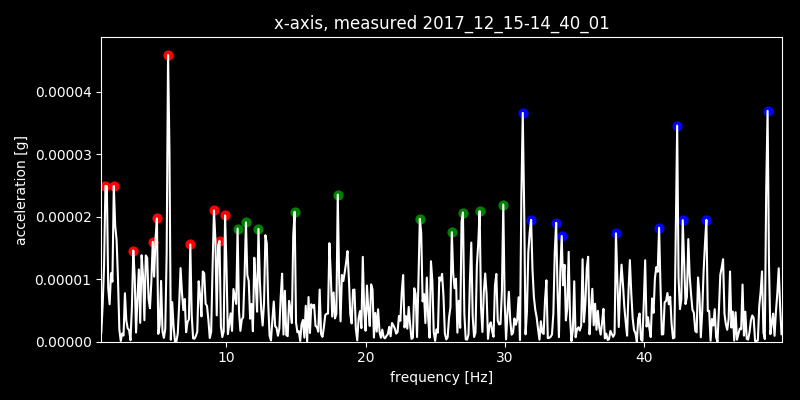 x-axis, measured 2017_12_15-14_40_01
0.00004
0.00003
0.00002
0.00001
0.00000
acceleration [g]
10 20 30 40
frequency [Hz]